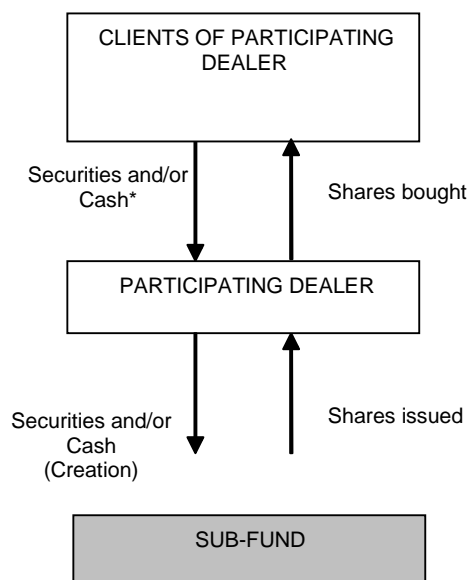 CLIENTS OF PARTICIPATING
DEALER
Securities and/or
Cash*
Shares bought
PARTICIPATING DEALER
Securities and/or
Cash
(Creation)
Shares issued
SUB-FUND